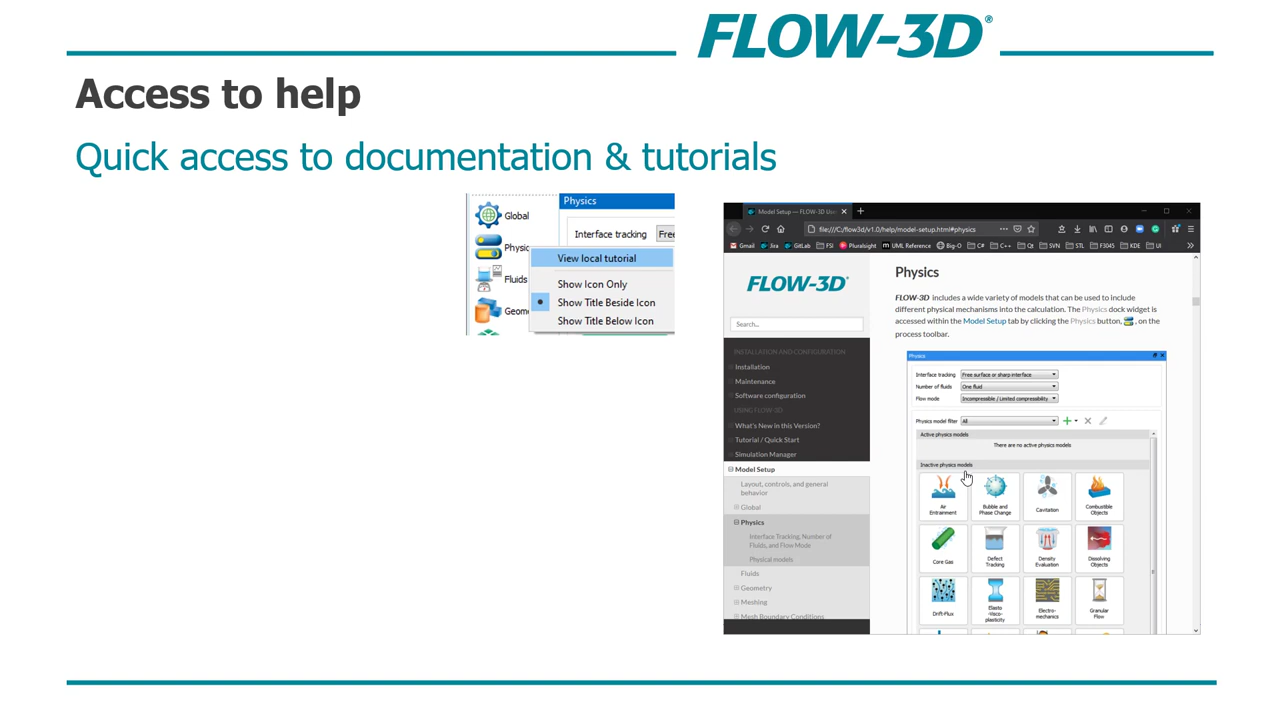 FLOW-3D®
Access to help
Quick access to documentation & tutorials
Global
Physic
Fluids
Geome
Physics
Interface tracking
Free
View local tutorial
Show Icon Only
Show Title Beside Icon
Show Title Below Icon
Model Setup — FLOW-3D Use
file:///C:/flow3d/v1.0/help/model-setup.html#physics
Gmail Jira GitLab FSI Pluralsight UML Reference Big-O C# C++ Qt SVN STL F3045 KDE UI
FLOW-3D®
Search...
INSTALLATION AND CONFIGURATION
Installation
Maintenance
Software configuration
USING FLOW-3D
What's New in this Version?
Tutorial / Quick Start
Simulation Manager
Model Setup
Layout, controls, and general
behavior
Global
Physics
Interface Tracking, Number of
Fluids, and Flow Mode
Physical models
Fluids
Geometry
Meshing
Mesh Boundary Conditions
Physics
FLOW-3D includes a wide variety of models that can be used to include
different physical mechanisms into the calculation. The Physics dock widget is
accessed within the Model Setup tab by clicking the Physics button, , on the
process toolbar.
Physics
Interface tracking Free surface or sharp interface
Number of fluids One fluid
Flow mode Incompressible / Limited compressibility
Physics model filter All
Active physics models
There are no active physics models
Inactive physics models
Air
Entrainment
Bubble and
Phase Change
Cavitation
Combustible
Objects
Core Gas
Defect
Tracking
Density
Evaluation
Dissolving
Objects
Drift-Flux
Elasto
-Visco-
plasticity
Electro-
mechanics
Granular
Flow